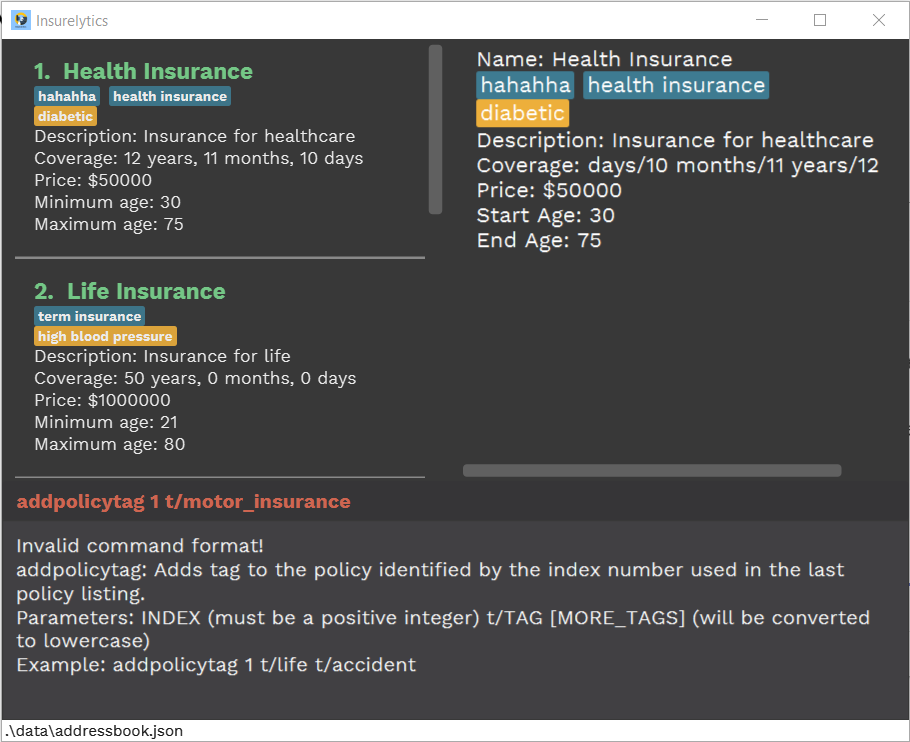 Insurelytics
1. Health Insurance
hahahha health insurance
diabetic
Description: Insurance for healthcare
Coverage: 12 years, 11 months, 10 days
Price: $50000
Minimum age: 30
Maximum age: 75
2. Life Insurance
term insurance
high blood pressure
Description: Insurance for life
Coverage: 50 years, 0 months, 0 days
Price: $1000000
Minimum age: 21
Maximum age: 80
Name: Health Insurance
hahahha health insurance
diabetic
Description: Insurance for healthcare
Coverage: days/10 months/11 years/12
Price: $50000
Start Age: 30
End Age: 75
addpolicytag 1 t/motor_insurance
Invalid command format!
addpolicytag: Adds tag to the policy identified by the index number used in the last
policy listing.
Parameters: INDEX (must be a positive integer) t/TAG [MORE_TAGS] (will be converted
to lowercase)
Example: addpolicytag 1 t/life t/accident
.\data\addressbook.json